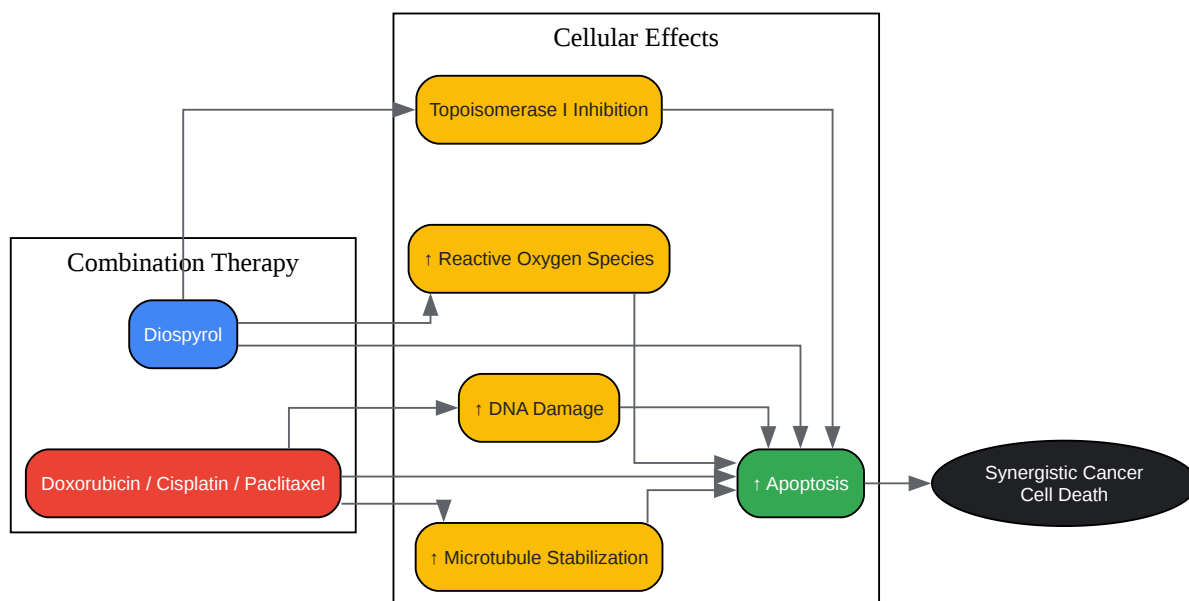 Cellular Effects
Topoisomerase I Inhibition
Combination Therapy
↑ Reactive Oxygen Species
Diospyrol
↑ DNA Damage
Doxorubicin / Cisplatin / Paclitaxel
↑ Apoptosis
Synergistic Cancer
Cell Death
↑ Microtubule Stabilization